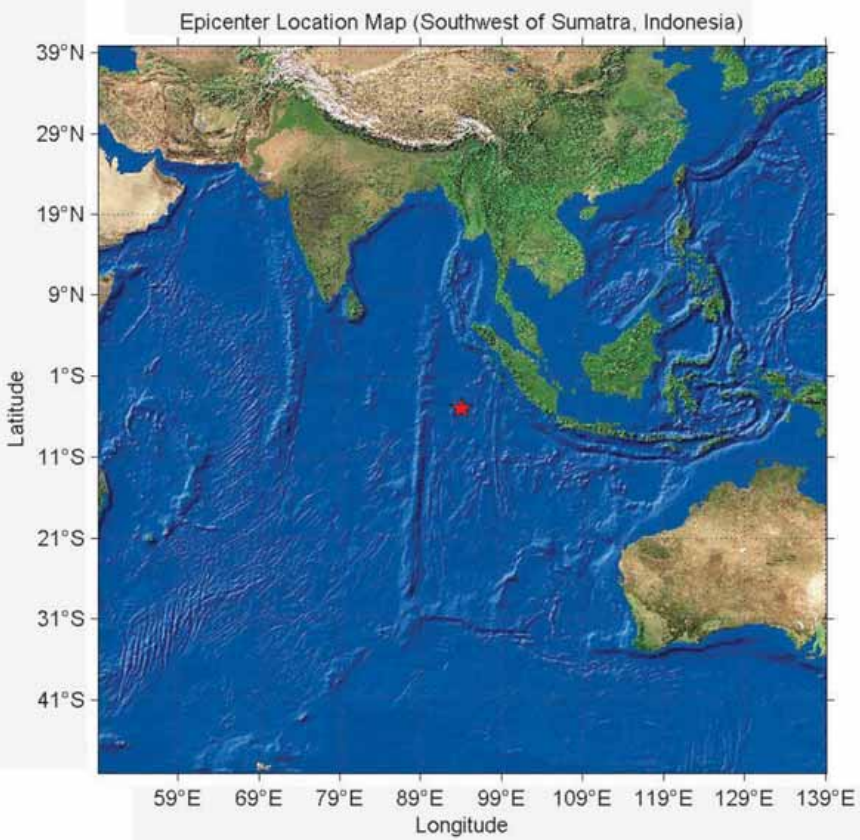 Epicenter Location Map (Southwest of Sumatra, Indonesia)
39°N
29°N
19°N
9°N
1°S
11°S
21°S
31°S
41°S
Latitude
59°E 69°E 79°E 89°E 99°E 109°E 119°E 129°E 139°E
Longitude